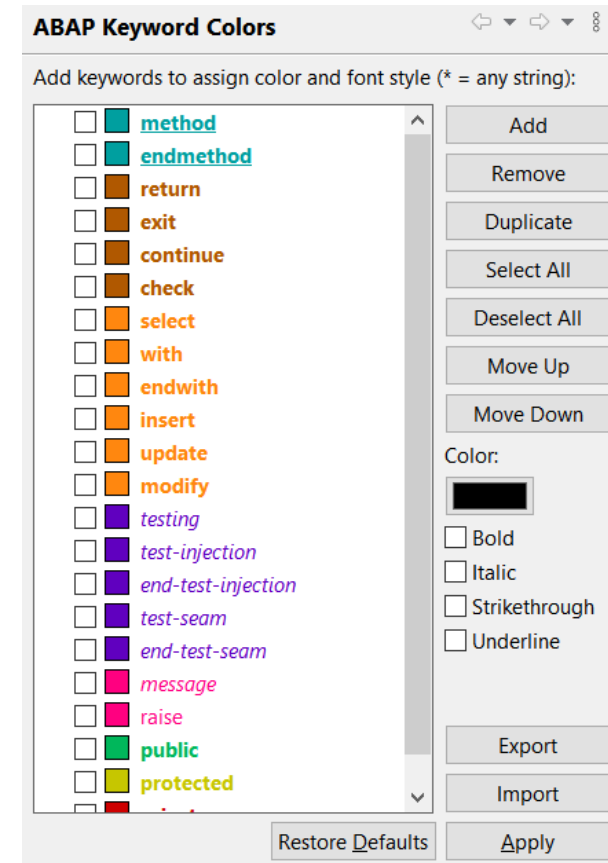 ABAP Keyword Colors
Add keywords to assign color and font style (* = any string):
method
endmethod
return
exit
continue
check
select
with
endwith
insert
update
modify
testing
test-injection
end-test-injection
test-seam
end-test-seam
message
raise
public
protected
Add
Remove
Duplicate
Select All
Deselect All
Move Up
Move Down
Color:
Bold
Italic
Strikethrough
Underline
Export
Import
Restore Defaults
Apply